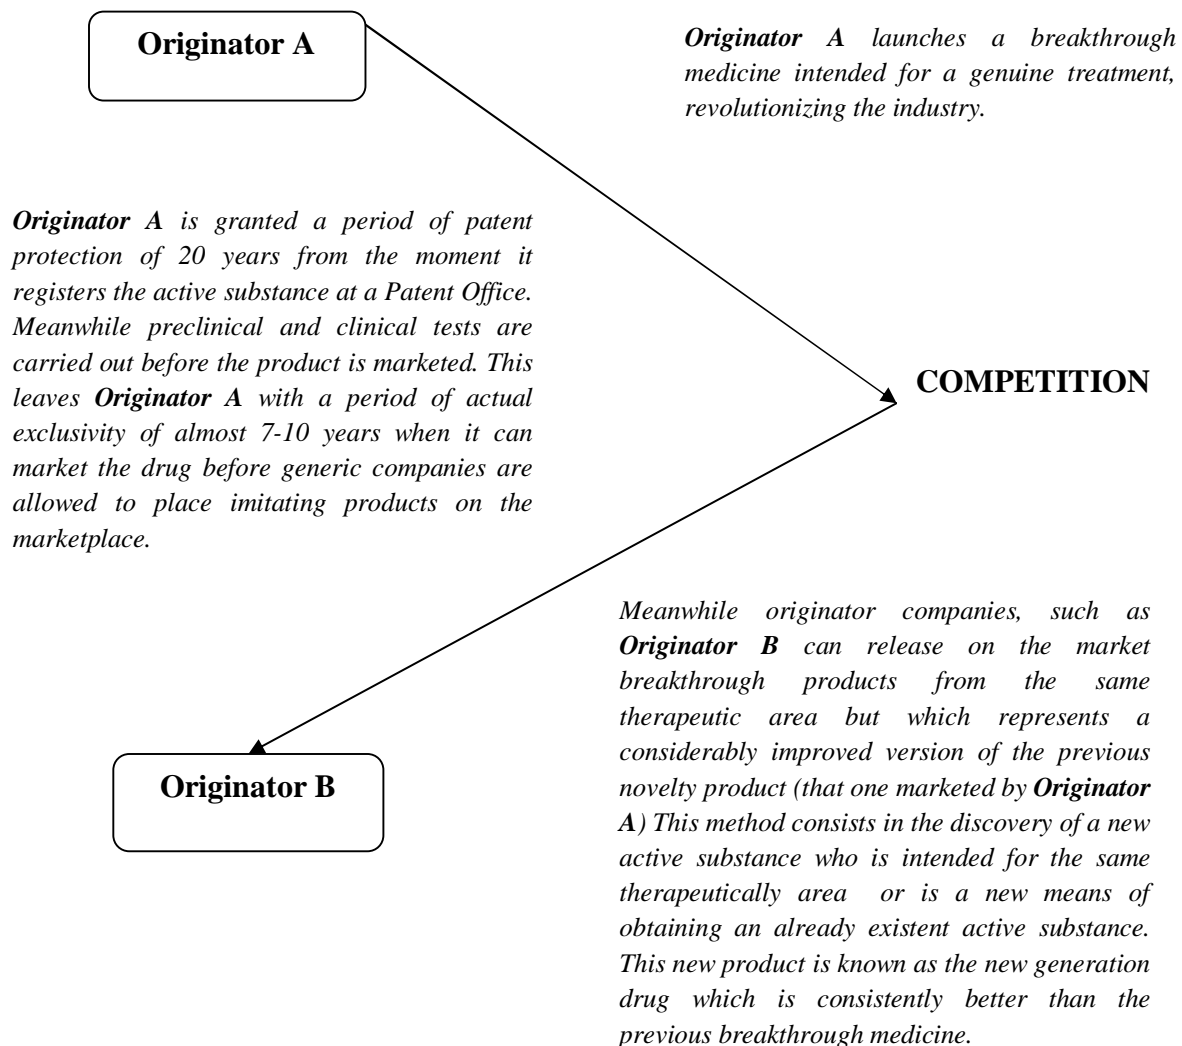 Originator A
Originator A launches a breakthrough
medicine intended for a genuine treatment,
revolutionizing the industry.
Originator A is granted a period of patent
protection of 20 years from the moment it
registers the active substance at a Patent Office.
Meanwhile preclinical and clinical tests are
carried out before the product is marketed. This
leaves Originator A with a period of actual
exclusivity of almost 7-10 years when it can
market the drug before generic companies are
allowed to place imitating products on the
marketplace.
COMPETITION
Meanwhile originator companies, such as
Originator B can release on the market
breakthrough products from the same
therapeutic area but which represents a
considerably improved version of the previous
novelty product (that one marketed by Originator
A) This method consists in the discovery of a new
active substance who is intended for the same
therapeutically area or is a new means of
obtaining an already existent active substance.
This new product is known as the new generation
drug which is consistently better than the
previous breakthrough medicine.
Originator B